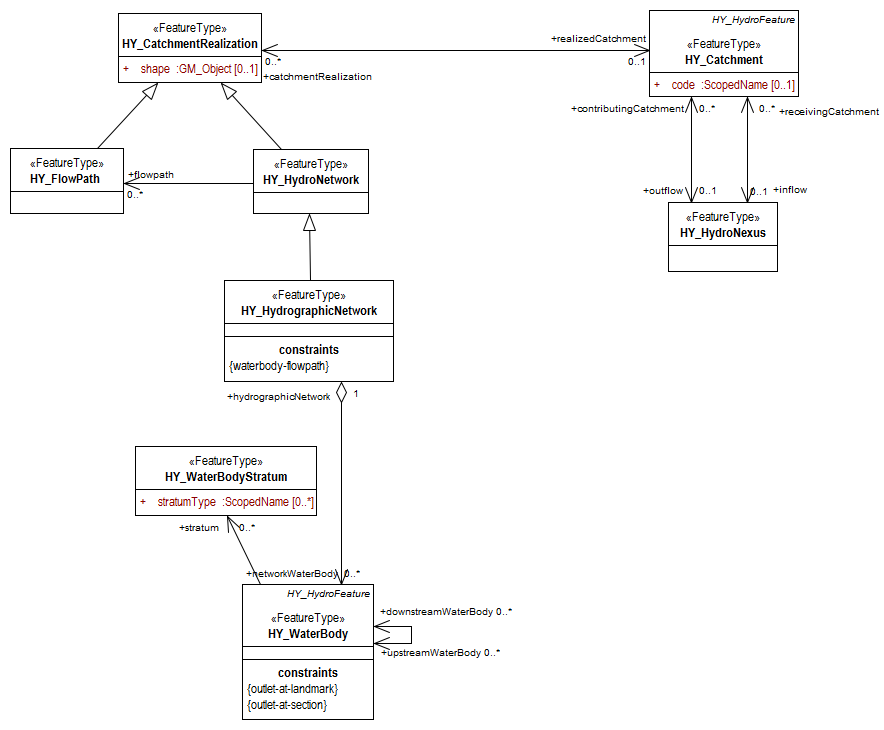 «FeatureType»
HY_CatchmentRealization
+ shape :GM_Object [0..1]
0..*
+catchmentRealization
+realizedCatchment
0..1
HY_HydroFeature
«FeatureType»
HY_Catchment
+ code :ScopedName [0..1]
+contributingCatchment
0..*
0..*
+receivingCatchment
+outflow
0..1
0..1
+inflow
«FeatureType»
HY_HydroNexus
«FeatureType»
HY_FlowPath
+flowpath
0..*
«FeatureType»
HY_HydroNetwork
«FeatureType»
HY_HydrographicNetwork
constraints
{waterbody-flowpath}
+hydrographicNetwork
1
«FeatureType»
HY_WaterBodyStratum
+ stratumType :ScopedName [0..*]
+stratum
0..*
+networkWaterBody
0..*
HY_HydroFeature
«FeatureType»
HY_WaterBody
constraints
{outlet-at-landmark}
{outlet-at-section}
+downstreamWaterBody 0..*
+upstreamWaterBody 0..*